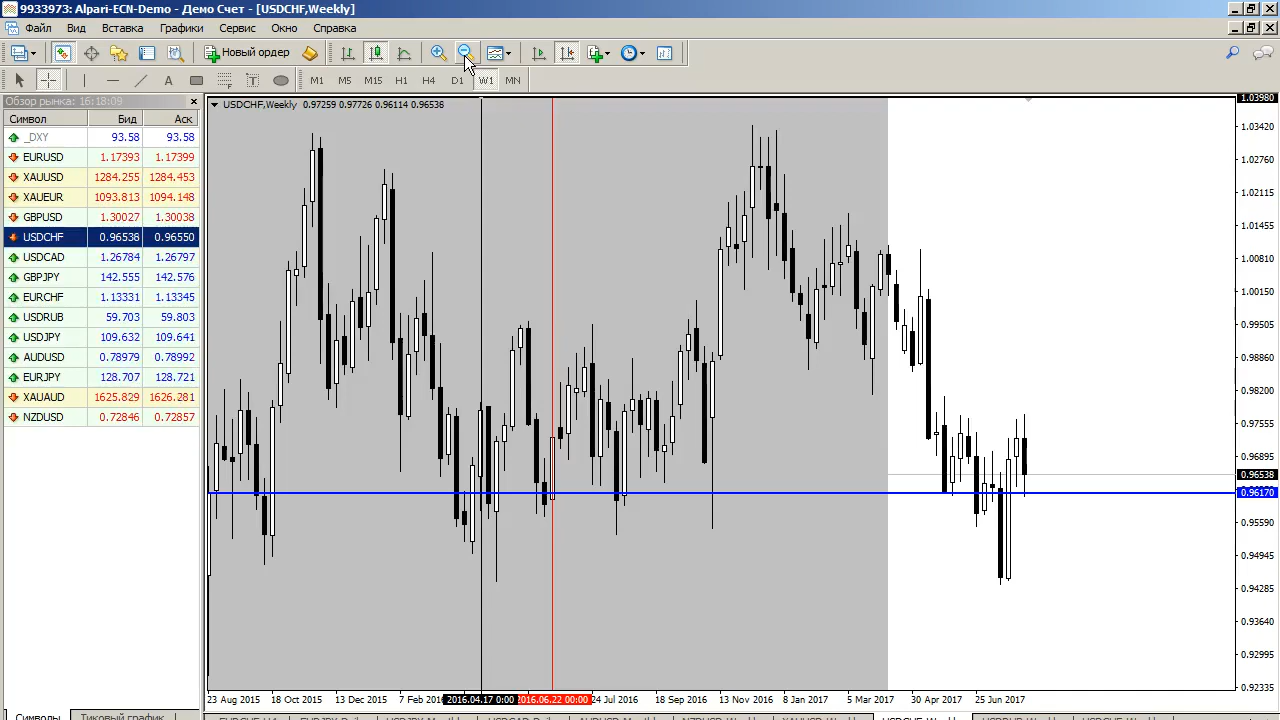 9933973: Alpari-ECN-Demo - Демо Счет - [USDCHF,Weekly]
Файл Вид Вставка Графики Сервис Окно Справка
Новый ордер
A T M1 M5 M15 H1 H4 D1 W1 MN
Обзор рынка: 16:18:09
Символ Бид Аск
_DXY 93.58 93.58
EURUSD 1.17393 1.17399
XAUUSD 1284.255 1284.453
XAUEUR 1093.813 1094.148
GBPUSD 1.30027 1.30038
USDCHF 0.96538 0.96550
USDCAD 1.26784 1.26797
GBPJPY 142.555 142.576
EURCHF 1.13331 1.13345
USDRUB 59.703 59.803
USDJPY 109.632 109.641
AUDUSD 0.78979 0.78992
EURJPY 128.707 128.721
XAUAUD 1625.829 1626.281
NZDUSD 0.72846 0.72857
Символы Тиковый график
USDCHF,Weekly 0.97259 0.97726 0.96114 0.96536
1.03980
1.03420
1.02760
1.02115
1.01455
1.00810
1.00150
0.99505
0.98860
0.98200
0.97555
0.96895
0.96538
0.96170
0.95590
0.94285
0.93640
0.92995
0.92335
23 Aug 2015 18 Oct 2015 13 Dec 2015 7 Feb 2016 2016.04.17 0:00 2016.06.22 00:00 24 Jul 2016 18 Sep 2016 13 Nov 2016 8 Jan 2017 5 Mar 2017 30 Apr 2017 25 Jun 2017